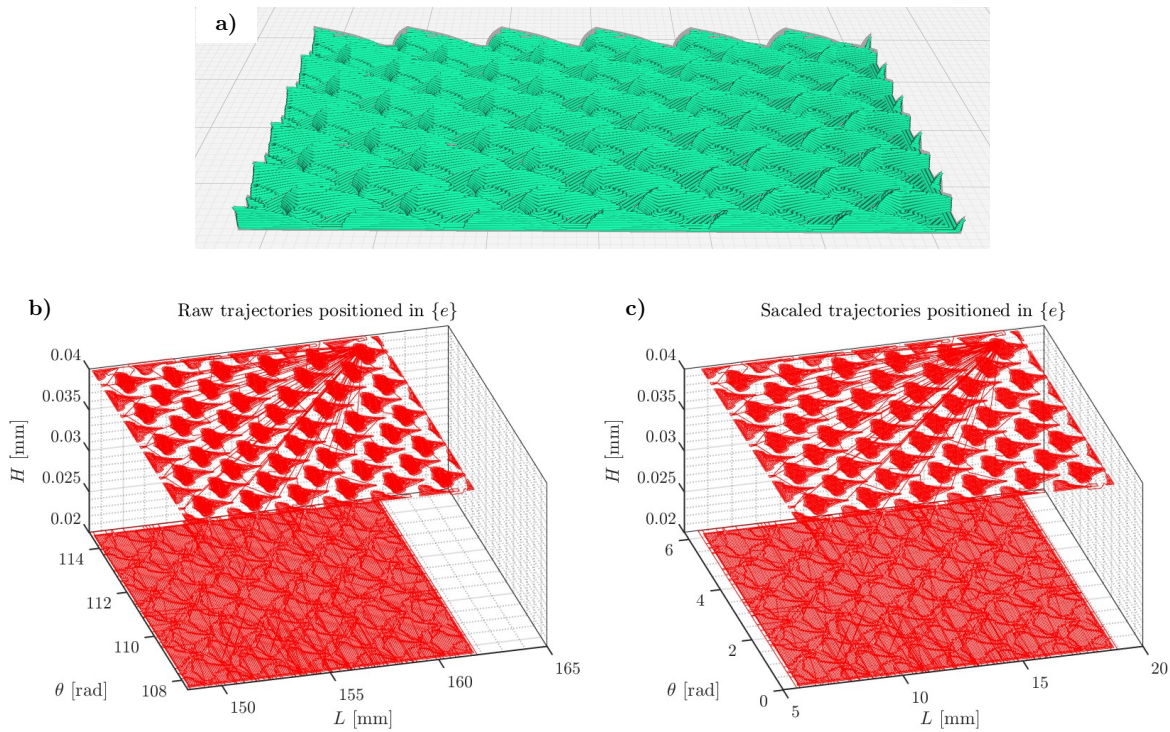 a)
b)
Raw trajectories positioned in {e}
0.04
0.035
0.03
0.025
0.02
H [mm]
114
112
110
108
θ [rad]
150
155
160
165
L [mm]
c)
Sacaled trajectories positioned in {e}
0.04
0.035
0.03
0.025
0.02
H [mm]
6
4
2
0
θ [rad]
5
10
15
20
L [mm]